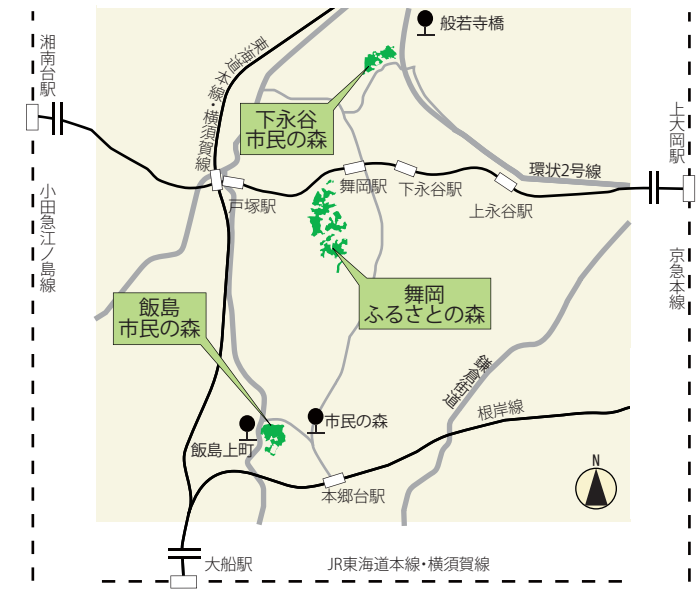 般若寺橋
湘南台駅
東海道本線・横須賀線
下永谷
市民の森
上大岡駅
環状2号線
舞岡駅
下永谷駅
上永谷駅
戸塚駅
小田急江ノ島線
京急本線
舞岡
ふるさとの森
飯島
市民の森
鎌倉街道
根岸線
市民の森
飯島上町
N
本郷台駅
大船駅
JR東海道本線・横須賀線